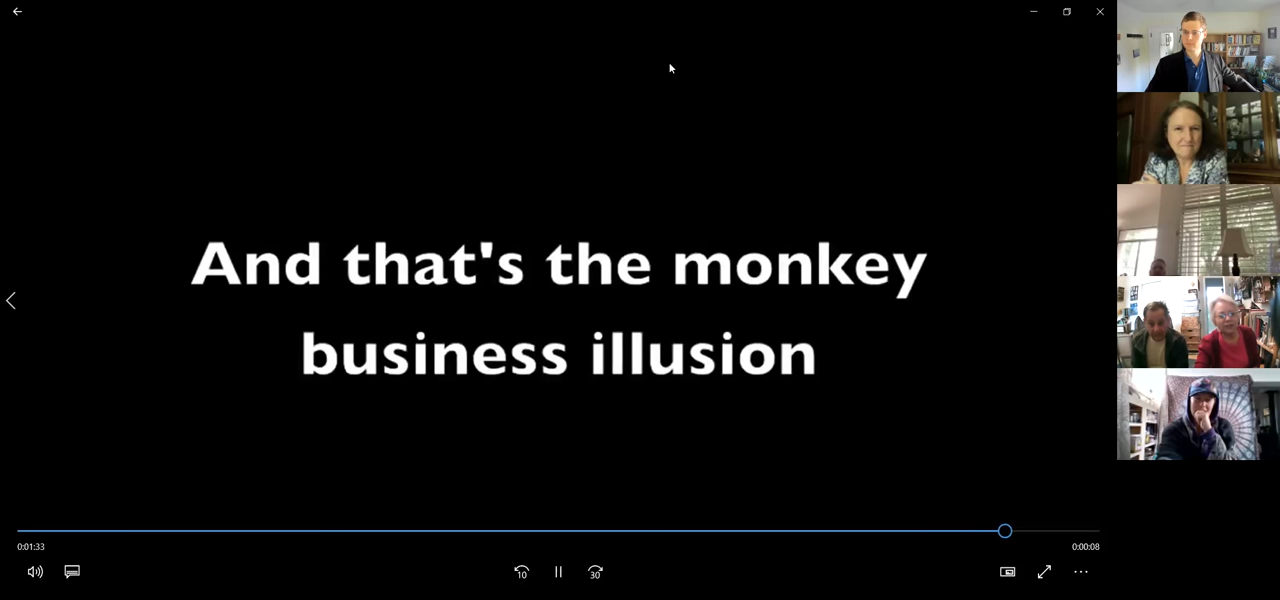 And that's the monkey
business illusion
0:01:33
0:00:08
10
30